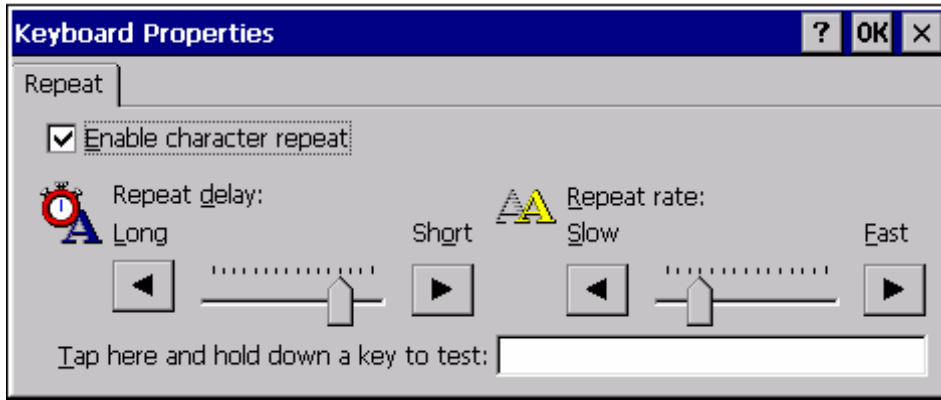 Keyboard Properties ? OK ×
Repeat
Enable character repeat
Repeat delay: Repeat rate:
Long Short Slow Fast
Tap here and hold down a key to test: